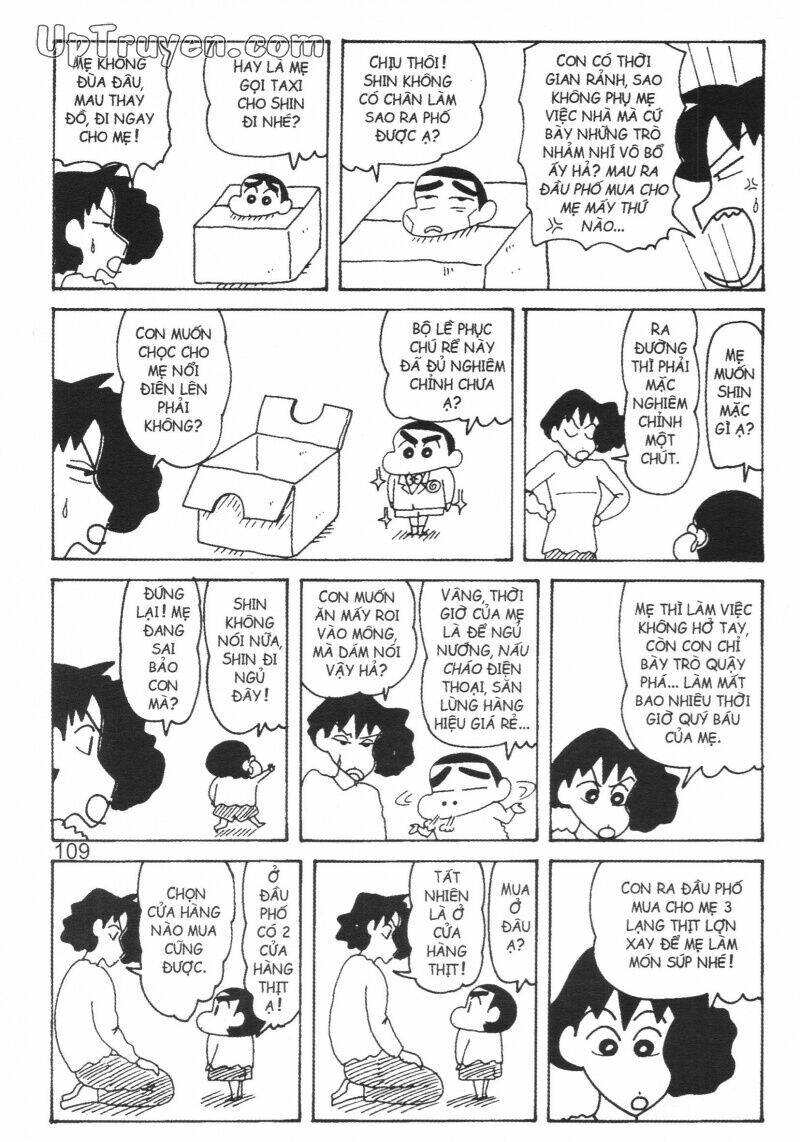 UpTruyen.com
CON CÓ THỜI
GIAN RẢNH, SAO
KHÔNG PHỤ MẸ
VIỆC NHÀ MÀ CỨ
BÀY NHỮNG TRÒ
NHẢM NHÍ VÔ BỔ
ẤY HẢ? MAU RA
ĐẦU PHỐ MUA CHO
MẸ MẤY THỨ
NÀO...
CHỊU THÔI!
SHIN KHÔNG
CÓ CHÂN LÀM
SAO RA PHỐ
ĐƯỢC Ạ?
HAY LÀ MẸ
GỌI TAXI
CHO SHIN
ĐI NHÉ?
MẸ KHÔNG
ĐÙA ĐÂU,
MAU THAY
ĐỒ, ĐI NGAY
CHO MẸ!
MẸ
MUỐN
SHIN
MẶC
GÌ Ạ?
RA
ĐƯỜNG
THÌ PHẢI
MẶC
NGHIÊM
CHỈNH
MỘT
CHÚT.
BỘ LỄ PHỤC
CHÚ RỂ NÀY
ĐÃ ĐỦ NGHIÊM
CHỈNH CHƯA
Ạ?
CON MUỐN
CHỌC CHO
MẸ NỔI
ĐIÊN LÊN
PHẢI
KHÔNG?
MẸ THÌ LÀM VIỆC
KHÔNG HỞ TAY,
CÒN CON CHỈ
BÀY TRÒ QUẬY
PHÁ... LÀM MẤT
BAO NHIÊU THỜI
GIỜ QUÝ BÁU
CỦA MẸ.
VÂNG, THỜI
GIỜ CỦA MẸ
LÀ ĐỂ NGỦ
NƯỚNG, NẤU
CHÁO ĐIỆN
THOẠI, SĂN
LÙNG HÀNG
HIỆU GIÁ RẺ...
CON MUỐN
ĂN MẤY ROI
VÀO MÔNG,
MÀ DÁM NÓI
VẬY HẢ?
SHIN
KHÔNG
NÓI NỮA,
SHIN ĐI
NGỦ
ĐÂY!
ĐỨNG
LẠI! MẸ
ĐANG
SAI
BẢO
CON
MÀ?
CON RA ĐẦU PHỐ
MUA CHO MẸ 3
LẠNG THỊT LỢN
XAY ĐỂ MẸ LÀM
MÓN SÚP NHÉ!
MUA
Ở
ĐÂU
Ạ?
TẤT
NHIÊN
LÀ Ở
CỬA
HÀNG
THỊT!
Ở
ĐẦU
PHỐ
CÓ 2
CỬA
HÀNG
THỊT
Ạ!
CHỌN
CỬA HÀNG
NÀO MUA
CŨNG
ĐƯỢC.
109